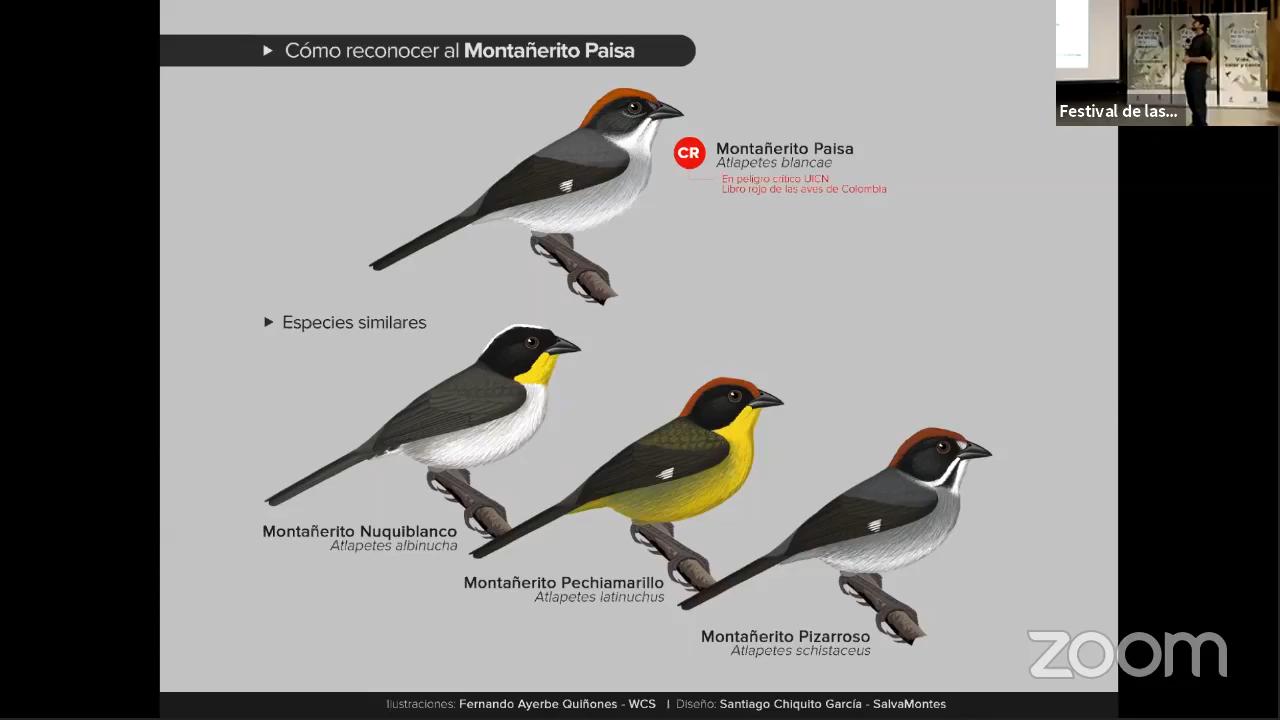 Cómo reconocer al Montañerito Paisa
Festival de las...
CR
Montañerito Paisa
Atlapetes blancae
En peligro crítico UICN
Libro rojo de las aves de Colombia
Especies similares
Montañerito Nuquiblanco
Atlapetes albinucha
Montañerito Pechiamarillo
Atlapetes latinuchus
Montañerito Pizarroso
Atlapetes schistaceus
zoom
Ilustraciones: Fernando Ayerbe Quiñones - WCS | Diseño: Santiago Chiquito García - SalvaMontes